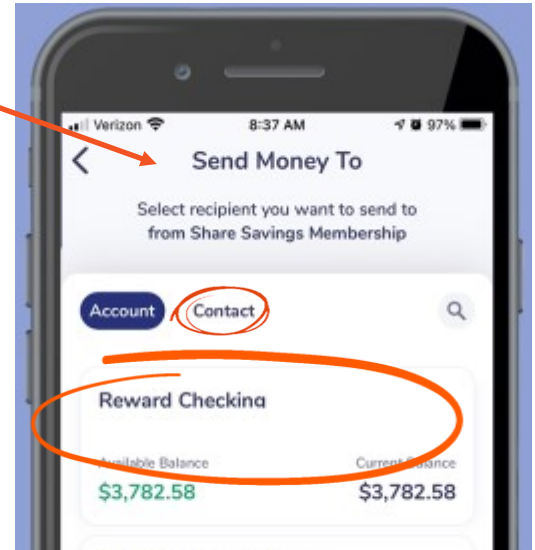 Verizon 8:37 AM 97%
Send Money To
Select recipient you want to send to
from Share Savings Membership
Account Contact
Reward Checking
Available Balance Current Balance
$3,782.58 $3,782.58